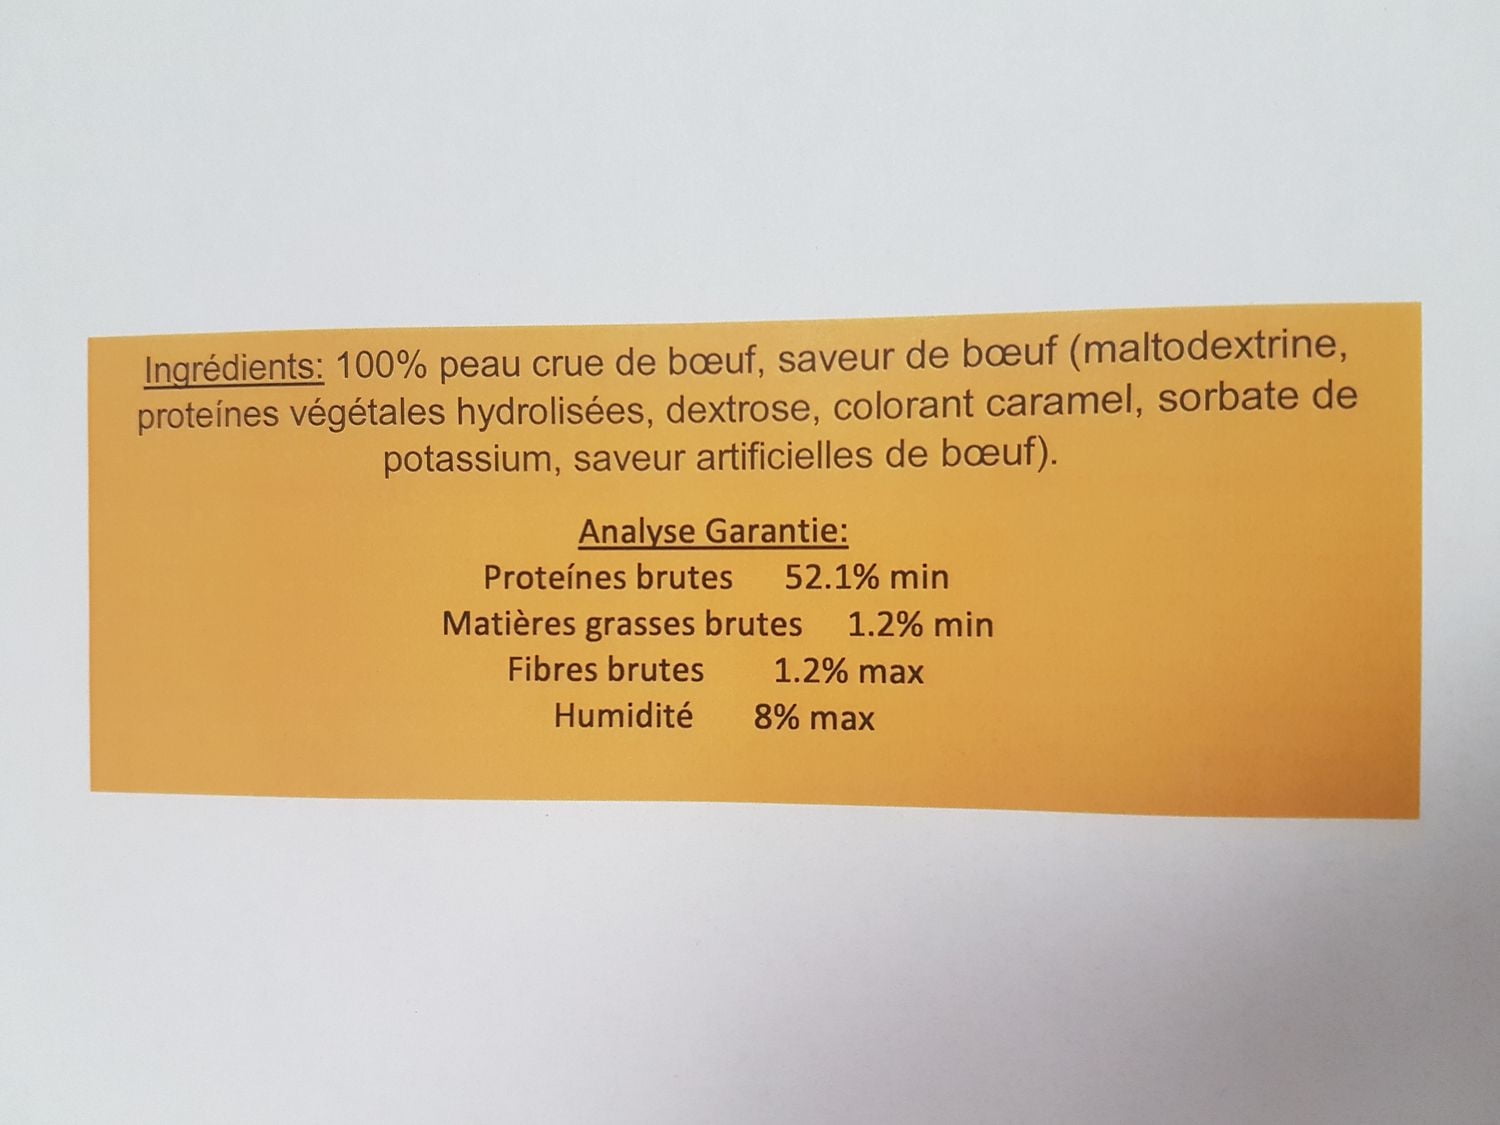 Ingrédients: 100% peau crue de bœuf, saveur de bœuf (maltodextrine,
proteínes végétales hydrolisées, dextrose, colorant caramel, sorbate de
potassium, saveur artificielles de bœuf).
Analyse Garantie:
Proteínes brutes 52.1% min
Matières grasses brutes 1.2% min
Fibres brutes 1.2% max
Humidité 8% max